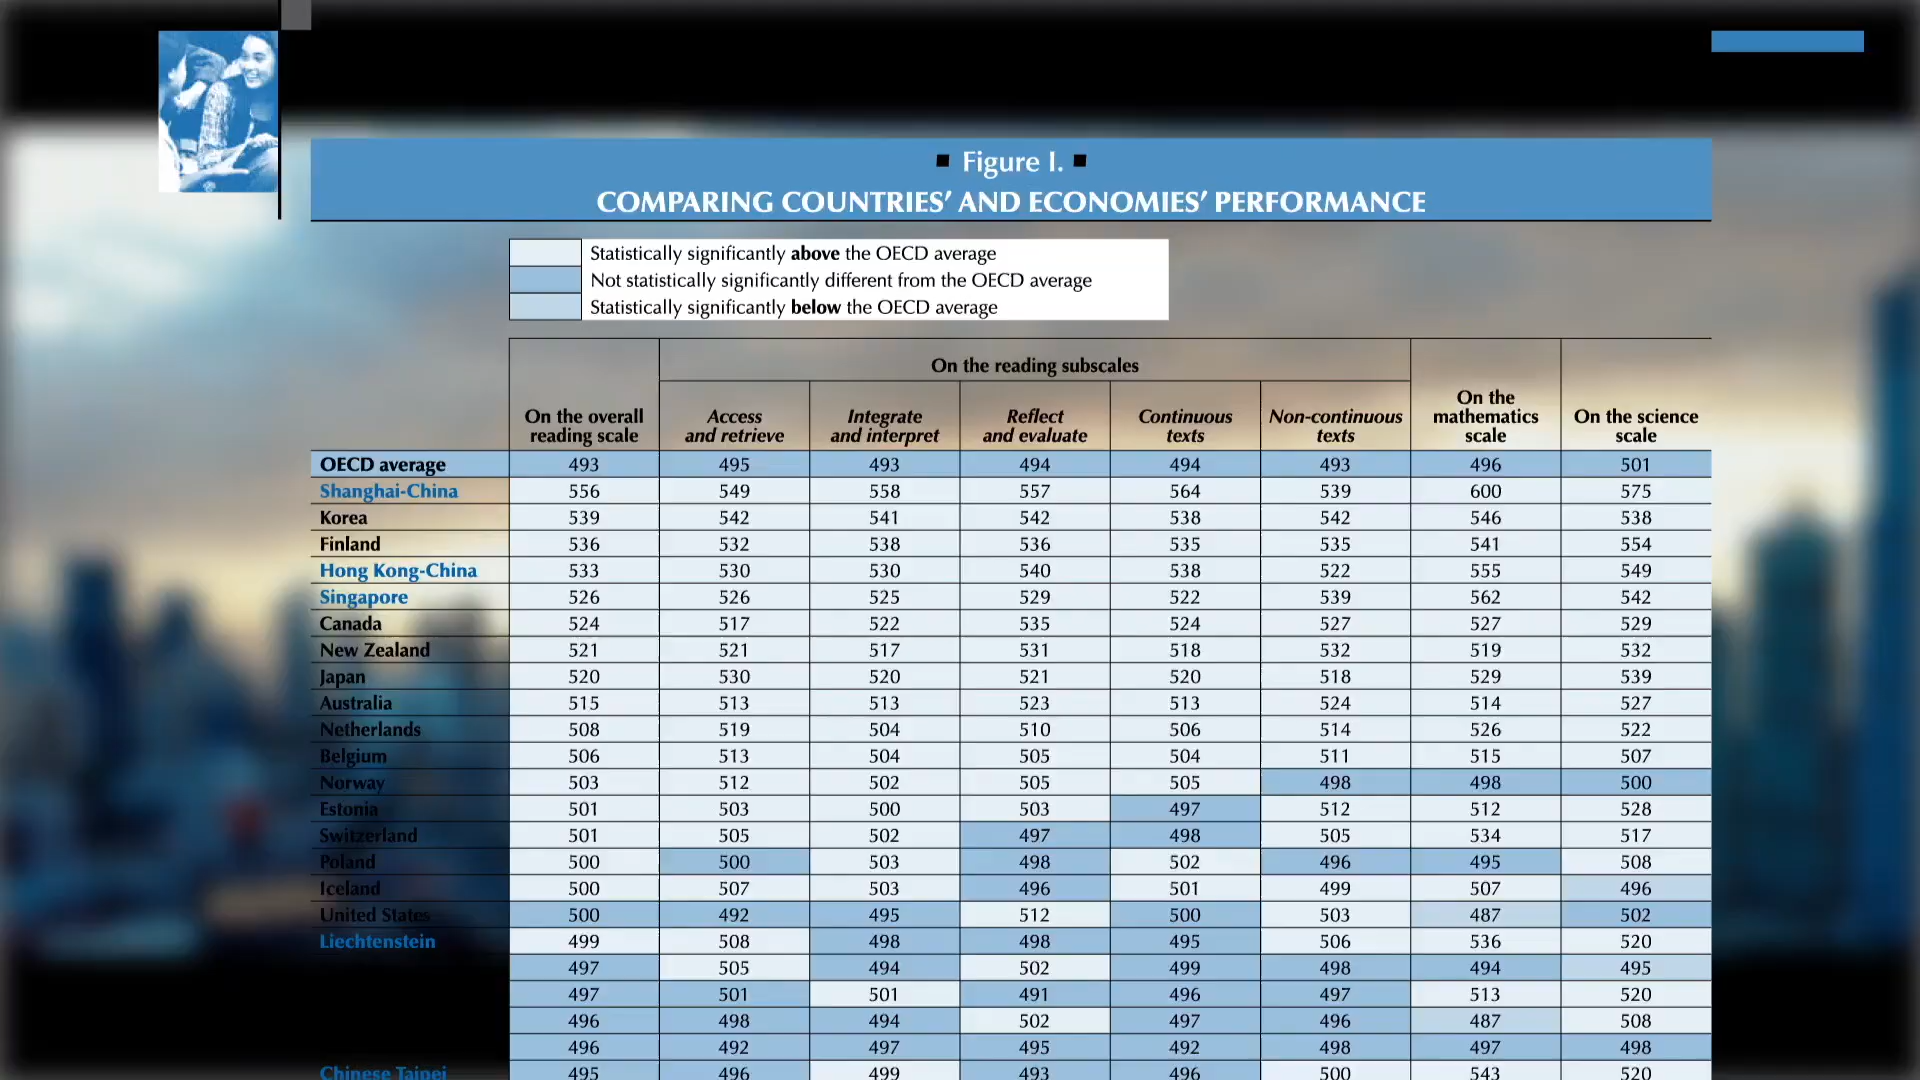 Figure I.
COMPARING COUNTRIES' AND ECONOMIES' PERFORMANCE
Statistically significantly above the OECD average
Not statistically significantly different from the OECD average
Statistically significantly below the OECD average
On the overall reading scale
On the reading subscales
Access and retrieve
Integrate and interpret
Reflect and evaluate
Continuous texts
Non-continuous texts
On the mathematics scale
On the science scale
OECD average 493 495 493 494 494 493 496 501
Shanghai-China 556 549 558 557 564 539 600 575
Korea 539 542 541 542 538 542 546 538
Finland 536 532 538 536 535 535 541 554
Hong Kong-China 533 530 530 540 538 522 555 549
Singapore 526 526 525 529 522 539 562 542
Canada 524 517 522 535 524 527 527 529
New Zealand 521 521 517 531 518 532 519 532
Japan 520 530 520 521 520 518 529 539
Australia 515 513 513 523 513 524 514 527
Netherlands 508 519 504 510 506 514 526 522
Belgium 506 513 504 505 504 511 515 507
Norway 503 512 502 505 505 498 498 500
Estonia 501 503 500 503 497 512 512 528
Switzerland 501 505 502 497 498 505 534 517
Poland 500 500 503 498 502 496 495 508
Iceland 500 507 503 496 501 499 507 496
United States 500 492 495 512 500 503 487 502
Liechtenstein 499 508 498 498 495 506 536 520
497 505 494 502 499 498 494 495
497 501 501 491 496 497 513 520
496 498 494 502 497 496 487 508
496 492 497 495 492 498 497 498
Chinese Taipei 495 496 499 493 496 500 543 520